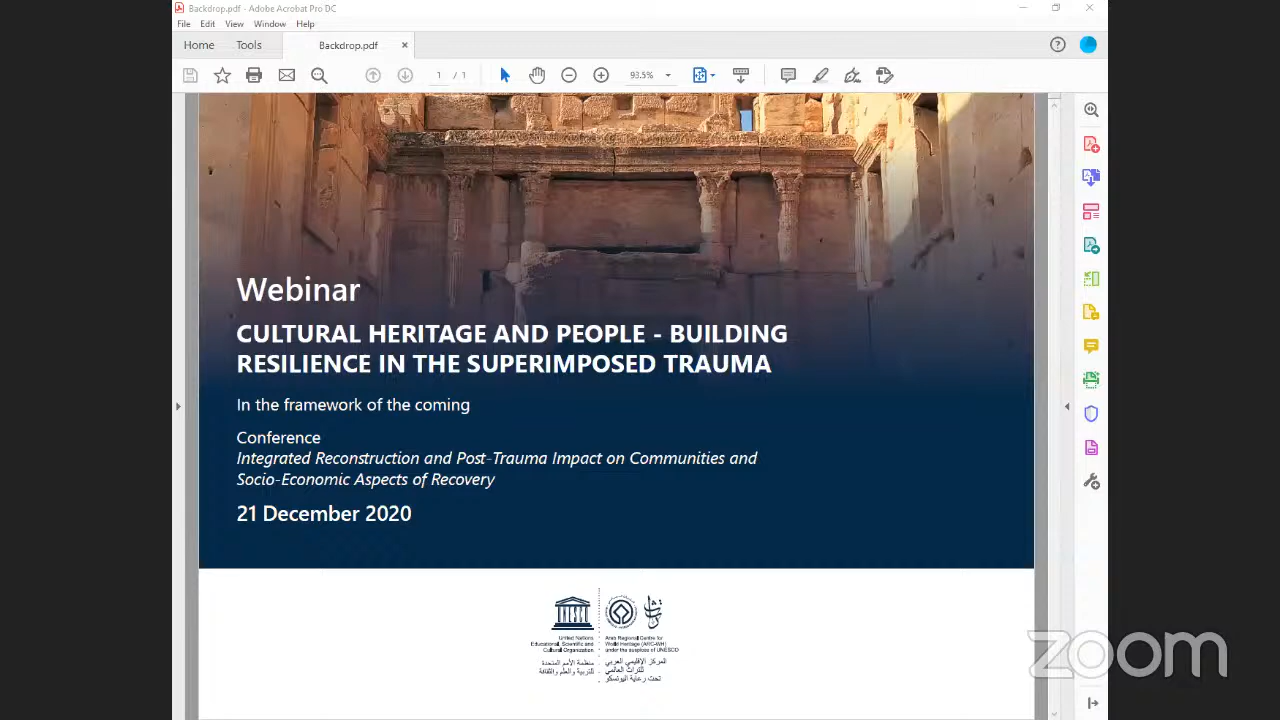 Backdrop.pdf - Adobe Acrobat Pro DC
File Edit View Window Help
Home Tools Backdrop.pdf ×
1 / 1 93.5%
Webinar
CULTURAL HERITAGE AND PEOPLE - BUILDING
RESILIENCE IN THE SUPERIMPOSED TRAUMA
In the framework of the coming
Conference
Integrated Reconstruction and Post-Trauma Impact on Communities and
Socio-Economic Aspects of Recovery
21 December 2020
United Nations
Educational, Scientific and
Cultural Organization
منظمة الأمم المتحدة
للتربية والعلم والثقافة
Arab Regional Centre for
World Heritage (ARC-WH)
under the auspices of UNESCO
المركز الإقليمي العربي
للتراث العالمي
تحت رعاية اليونسكو
zoom